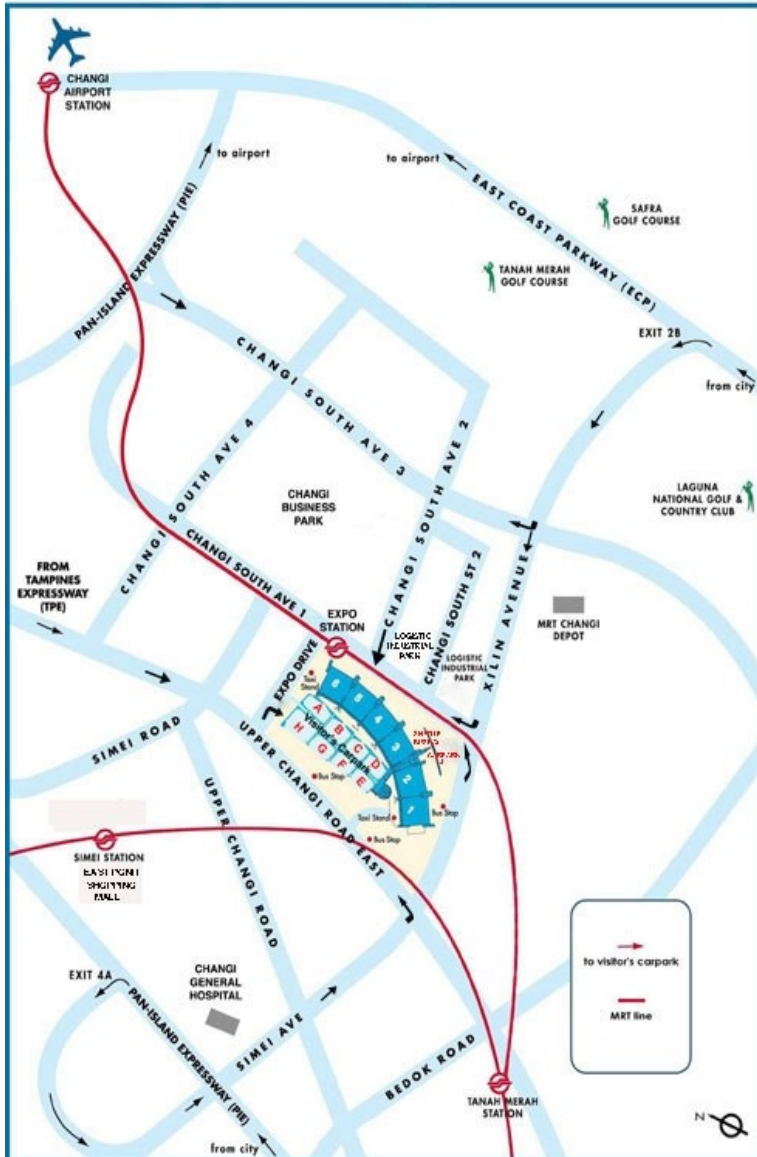 CHANGI
AIRPORT
STATION
to airport
to airport
PAN-ISLAND EXPRESSWAY (PIE)
EAST COAST PARKWAY (ECP)
SAFRA
GOLF COURSE
TANAH MERAH
GOLF COURSE
EXIT 2B
from city
CHANGI SOUTH AVE 3
CHANGI SOUTH AVE 4
CHANGI SOUTH AVE 2
LAGUNA
NATIONAL GOLF &
COUNTRY CLUB
CHANGI
BUSINESS
PARK
CHANGI SOUTH AVE 1
CHANGI SOUTH ST 2
XILIN AVENUE
FROM
TAMPINES
EXPRESSWAY
(TPE)
EXPO
STATION
MRT CHANGI
DEPOT
LOGISTIC
INDUSTRIAL
PARK
LOGISTIC
INDUSTRIAL
PARK
EXPO DRIVE
Taxi
Stand
6
5
4
3
2
1
A
B
C
D
H
G
F
E
Visitor's Carpark
Bus Stop
Taxi Stand
Bus Stop
Bus Stop
SIMEI ROAD
UPPER CHANGI ROAD EAST
UPPER CHANGI ROAD
SIMEI STATION
EAST POINT
SHOPPING
MALL
EXIT 4A
CHANGI
GENERAL
HOSPITAL
PAN-ISLAND EXPRESSWAY (PIE)
SIMEI AVE
BEDOK ROAD
from city
TANAH MERAH
STATION
to visitor's carpark
MRT line
N